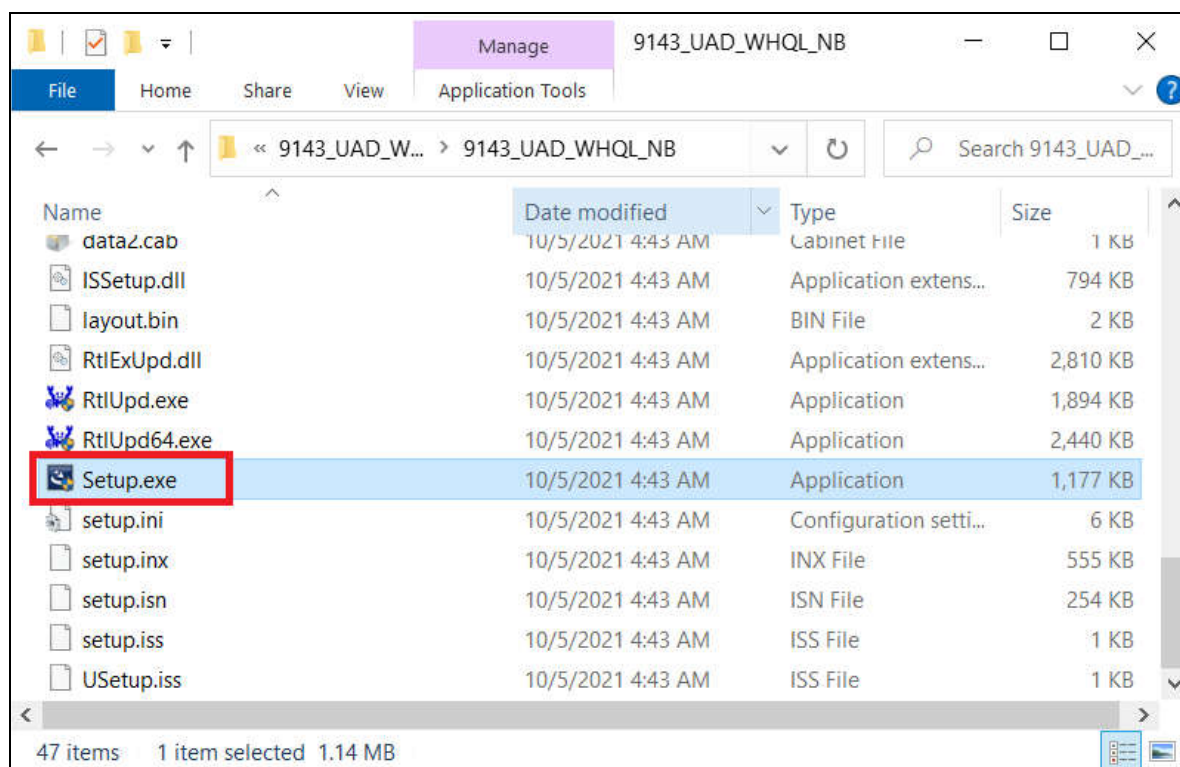 Manage 9143_UAD_WHQL_NB
File Home Share View Application Tools ?
« 9143_UAD_W... > 9143_UAD_WHQL_NB Search 9143_UAD_...
Name Date modified Type Size
data2.cab 10/5/2021 4:43 AM Cabinet File 1 KB
ISSetup.dll 10/5/2021 4:43 AM Application extens... 794 KB
layout.bin 10/5/2021 4:43 AM BIN File 2 KB
RtlExUpd.dll 10/5/2021 4:43 AM Application extens... 2,810 KB
RtlUpd.exe 10/5/2021 4:43 AM Application 1,894 KB
RtlUpd64.exe 10/5/2021 4:43 AM Application 2,440 KB
Setup.exe 10/5/2021 4:43 AM Application 1,177 KB
setup.ini 10/5/2021 4:43 AM Configuration setti... 6 KB
setup.inx 10/5/2021 4:43 AM INX File 555 KB
setup.isn 10/5/2021 4:43 AM ISN File 254 KB
setup.iss 10/5/2021 4:43 AM ISS File 1 KB
USetup.iss 10/5/2021 4:43 AM ISS File 1 KB
47 items 1 item selected 1.14 MB